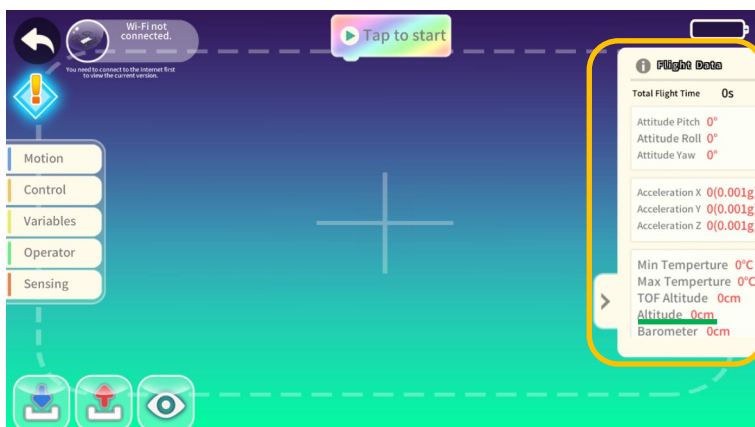 Wi-Fi not
connected.
You need to connect to the Internet first
to view the current version.
Tap to start
Motion
Control
Variables
Operator
Sensing
Flight Data
Total Flight Time 0s
Attitude Pitch 0°
Attitude Roll 0°
Attitude Yaw 0°
Acceleration X 0(0.001g
Acceleration Y 0(0.001g
Acceleration Z 0(0.001g
Min Temperture 0°C
Max Temperture 0°C
TOF Altitude 0cm
Altitude 0cm
Barometer 0cm